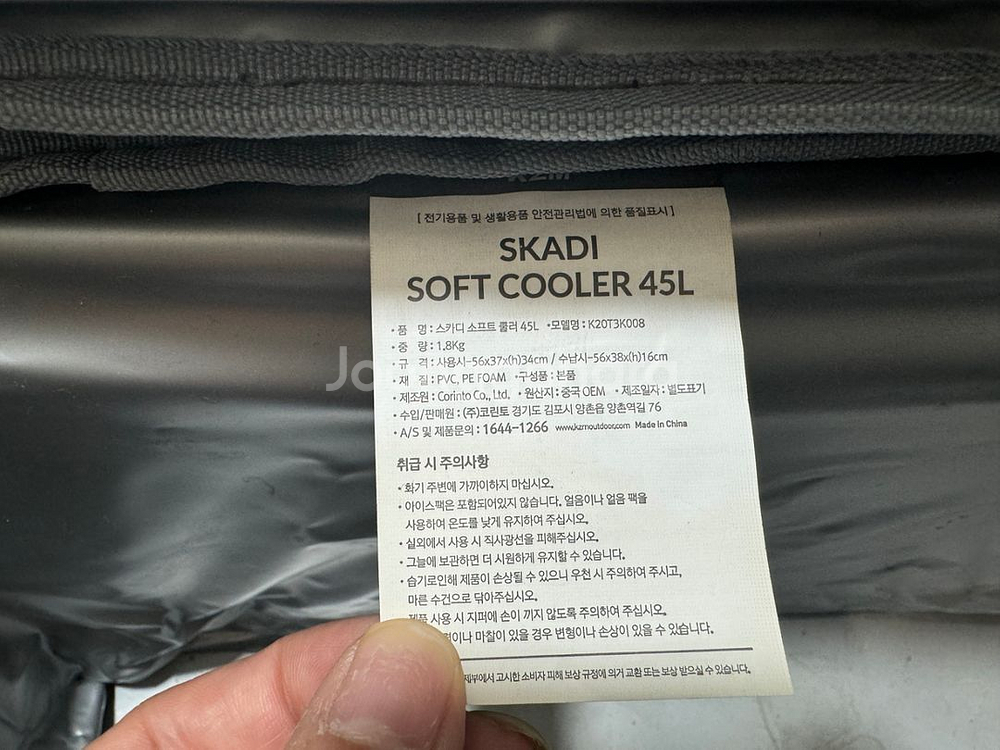 [ 전기용품 및 생활용품 안전관리법에 의한 품질표시 ]
SKADI
SOFT COOLER 45L
· 품 명 : 스카디 소프트 쿨러 45L · 모델명 : K20T3K008
· 중 량 : 1.8Kg
· 규 격 : 사용시-56x37x(h)34cm / 수납시-56x38x(h)16cm
· 재 질 : PVC, PE FOAM · 구성품 : 본품
· 제조원 : Corinto Co., Ltd. · 원산지 : 중국 OEM · 제조일자 : 별도표기
· 수입/판매원 : (주)코린토 경기도 김포시 양촌읍 양촌역길 76
· A/S 및 제품문의 : 1644-1266 www.kzmoutdoor.com Made in China
취급 시 주의사항
· 화기 주변에 가까이하지 마십시오.
· 아이스팩은 포함되어있지 않습니다. 얼음이나 얼음 팩을
사용하여 온도를 낮게 유지하여 주십시오.
· 실외에서 사용 시 직사광선을 피해주십시오.
· 그늘에 보관하면 더 시원하게 유지할 수 있습니다.
· 습기로인해 제품이 손상될 수 있으니 우천 시 주의하여 주시고,
마른 수건으로 닦아주십시오.
제품 사용 시 지퍼에 손이 끼지 않도록 주의하여 주십시오.
마찰이 있을 경우 변형이나 손상이 있을 수 있습니다.
고시한 소비자 피해 보상 규정에 의거 교환 또는 보상 받으실 수 있습니다.